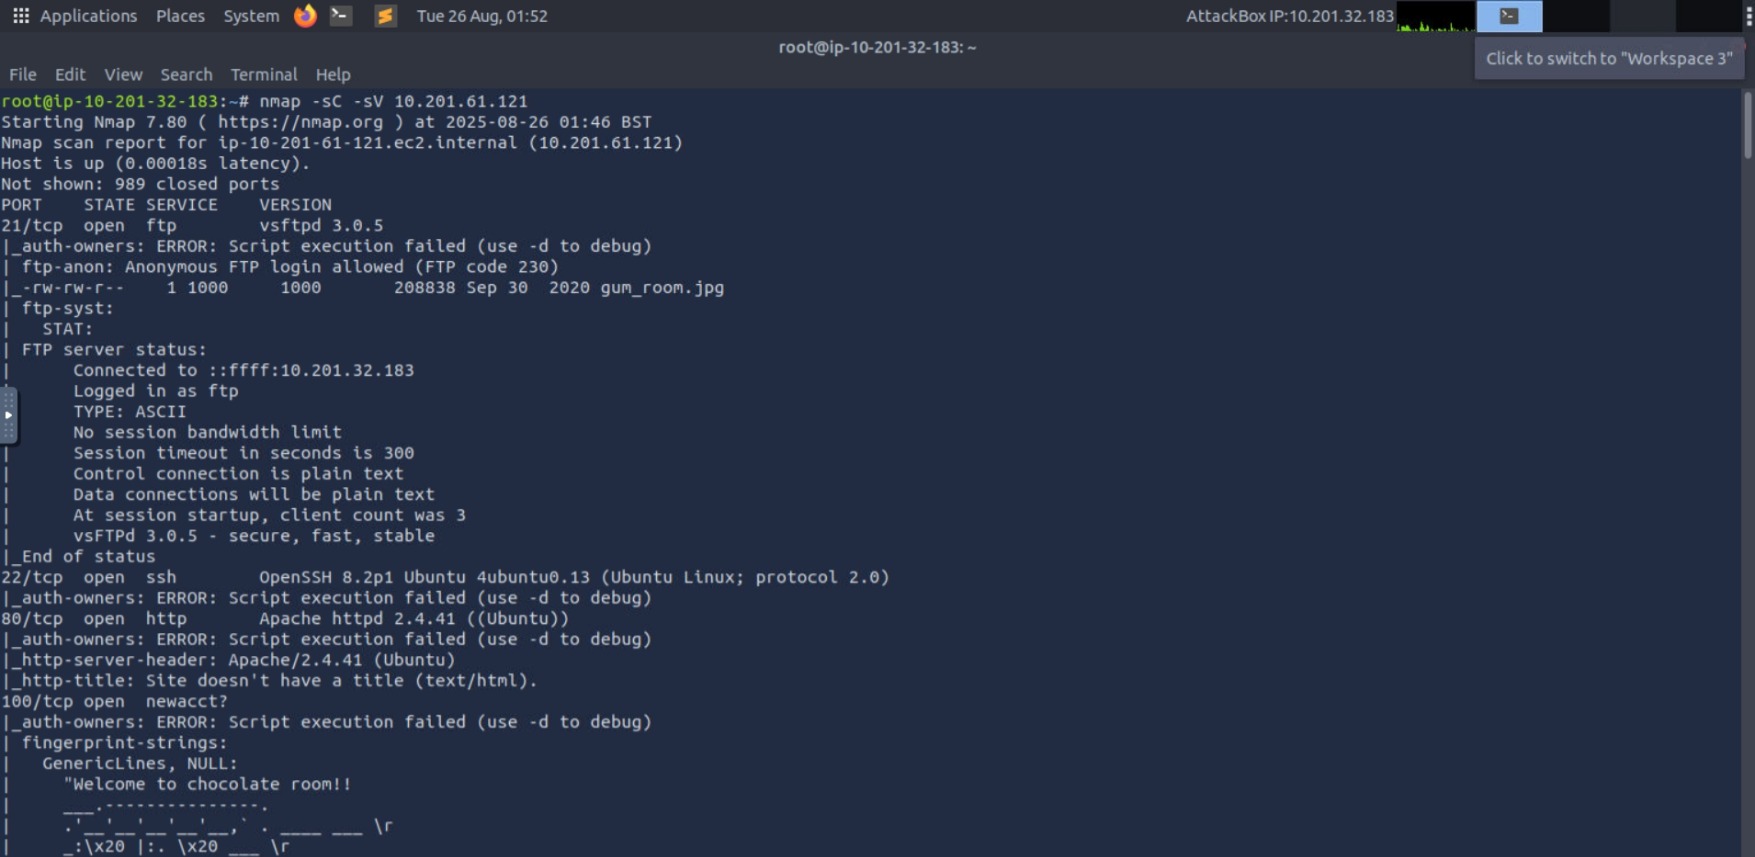 Applications Places System Tue 26 Aug, 01:52 AttackBox IP:10.201.32.183
root@ip-10-201-32-183: ~
Click to switch to "Workspace 3"
File Edit View Search Terminal Help
root@ip-10-201-32-183:~# nmap -sC -sV 10.201.61.121
Starting Nmap 7.80 ( https://nmap.org ) at 2025-08-26 01:46 BST
Nmap scan report for ip-10-201-61-121.ec2.internal (10.201.61.121)
Host is up (0.00018s latency).
Not shown: 989 closed ports
PORT    STATE SERVICE    VERSION
21/tcp  open  ftp        vsftpd 3.0.5
|_auth-owners: ERROR: Script execution failed (use -d to debug)
| ftp-anon: Anonymous FTP login allowed (FTP code 230)
|_-rw-rw-r--    1 1000     1000       208838 Sep 30  2020 gum_room.jpg
| ftp-syst:
|   STAT:
| FTP server status:
|      Connected to ::ffff:10.201.32.183
|      Logged in as ftp
|      TYPE: ASCII
|      No session bandwidth limit
|      Session timeout in seconds is 300
|      Control connection is plain text
|      Data connections will be plain text
|      At session startup, client count was 3
|      vsFTPd 3.0.5 - secure, fast, stable
|_End of status
22/tcp  open  ssh        OpenSSH 8.2p1 Ubuntu 4ubuntu0.13 (Ubuntu Linux; protocol 2.0)
|_auth-owners: ERROR: Script execution failed (use -d to debug)
80/tcp  open  http       Apache httpd 2.4.41 ((Ubuntu))
|_auth-owners: ERROR: Script execution failed (use -d to debug)
|_http-server-header: Apache/2.4.41 (Ubuntu)
|_http-title: Site doesn't have a title (text/html).
100/tcp open  newacct?
|_auth-owners: ERROR: Script execution failed (use -d to debug)
| fingerprint-strings:
|   GenericLines, NULL:
|     "Welcome to chocolate room!!
|     ___.---------------.
|     .'__'__'__'__'__,` . ____ ___ \r
|     _:\x20 |:. \x20 ___ \r